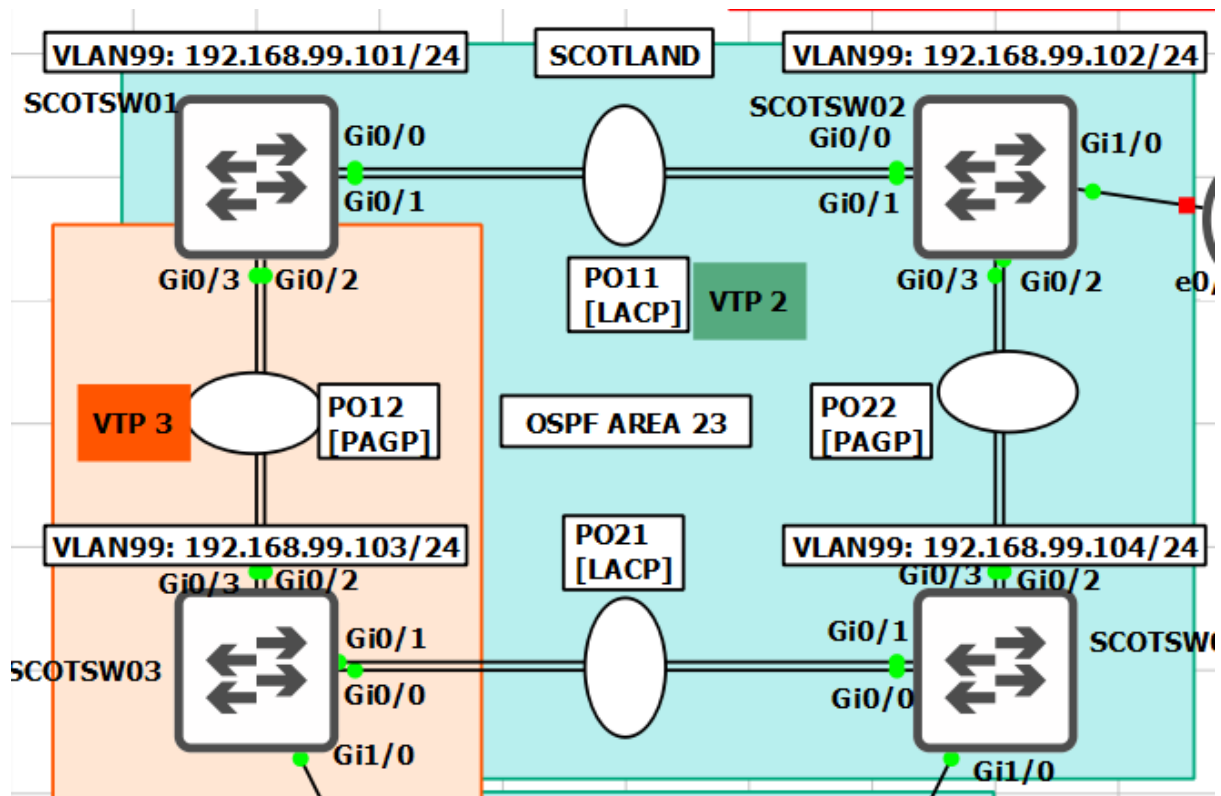 VLAN99: 192.168.99.101/24
SCOTLAND
VLAN99: 192.168.99.102/24
SCOTSW01
SCOTSW02
Gi0/0
Gi0/0
Gi1/0
Gi0/1
Gi0/1
Gi0/3
Gi0/2
PO11
[LACP]
VTP 2
Gi0/3
Gi0/2
VTP 3
PO12
[PAGP]
OSPF AREA 23
PO22
[PAGP]
VLAN99: 192.168.99.103/24
PO21
[LACP]
VLAN99: 192.168.99.104/24
Gi0/3
Gi0/2
Gi0/3
Gi0/2
SCOTSW03
Gi0/1
Gi0/1
Gi0/0
Gi0/0
Gi1/0
Gi1/0